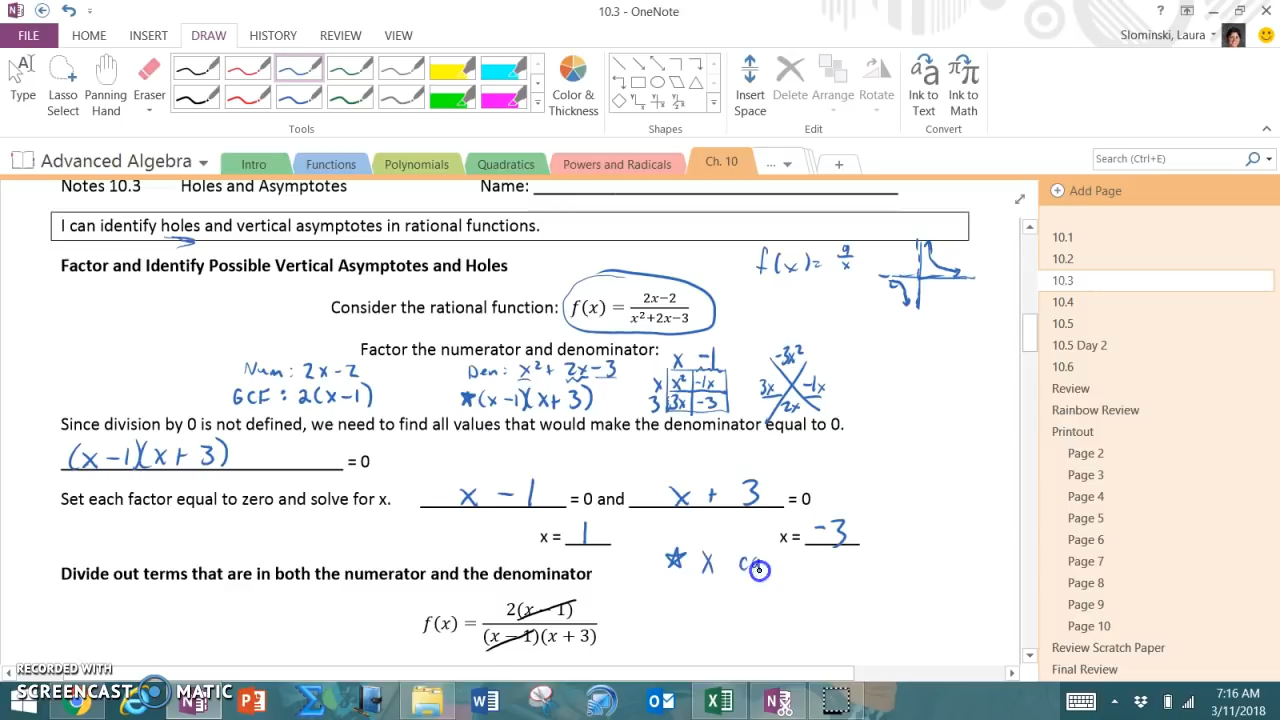 10.3 - OneNote
FILE HOME INSERT DRAW HISTORY REVIEW VIEW
Slominski, Laura
Type Lasso Select Panning Hand Eraser
Color & Thickness
Insert Space Delete Arrange Rotate
Ink to Text Ink to Math
Tools Shapes Edit Convert
Advanced Algebra Intro Functions Polynomials Quadratics Powers and Radicals Ch. 10 ...
Search (Ctrl+E)
Add Page
10.1
10.2
10.3
10.4
10.5
10.5 Day 2
10.6
Review
Rainbow Review
Printout
Page 2
Page 3
Page 4
Page 5
Page 6
Page 7
Page 8
Page 9
Page 10
Review Scratch Paper
Final Review
Notes 10.3 Holes and Asymptotes Name:
I can identify holes and vertical asymptotes in rational functions.
Factor and Identify Possible Vertical Asymptotes and Holes
f(x) = a/x
Consider the rational function: f(x) = (2x−2)/(x²+2x−3)
Factor the numerator and denominator:
Num: 2x-2 Den: x² + 2x - 3
GCF: 2(x-1) ★(x-1)(x+3)
x -1
x x² -1x
3 3x -3
-3x²
3x -1x
2x
Since division by 0 is not defined, we need to find all values that would make the denominator equal to 0.
(x-1)(x+3) = 0
Set each factor equal to zero and solve for x. x - 1 = 0 and x + 3 = 0
x = 1 x = -3
★ x ca
Divide out terms that are in both the numerator and the denominator
f(x) = 2(x − 1)/(x − 1)(x + 3)
RECORDED WITH
SCREENCAST MATIC
7:16 AM
3/11/2018